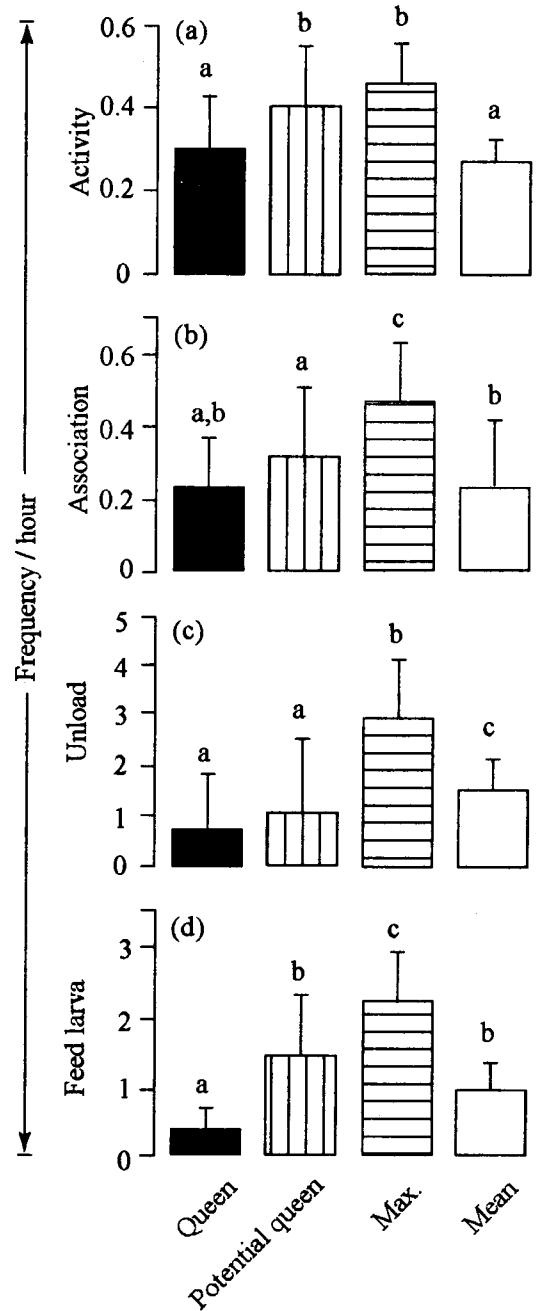 Frequency / hour
(a)
Activity
0.6
0.4
0.2
0
a
b
b
a
(b)
Association
0.6
0.4
0.2
0
a,b
a
c
b
(c)
Unload
5
4
3
2
1
0
a
a
b
c
(d)
Feed larva
3
2
1
0
a
b
c
b
Queen
Potential queen
Max.
Mean